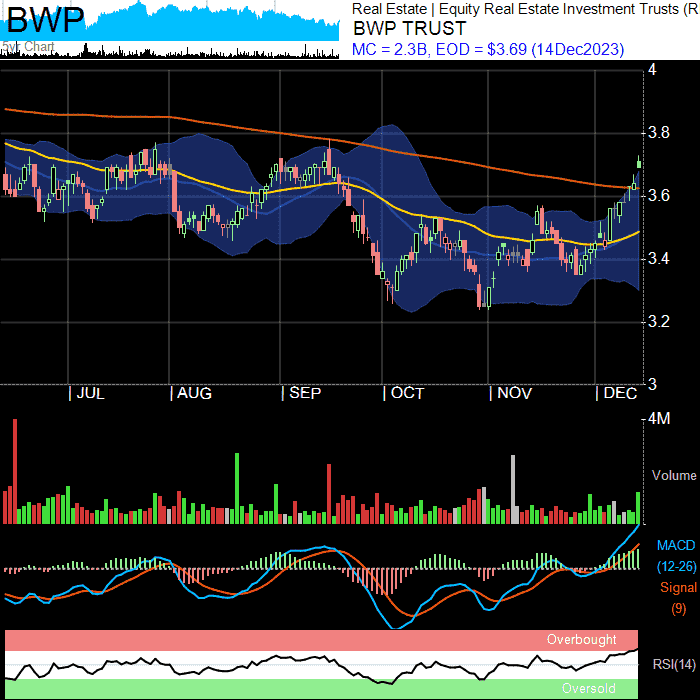 BWP
5yr Chart
Real Estate | Equity Real Estate Investment Trusts (R
BWP TRUST
MC = 2.3B, EOD = $3.69 (14Dec2023)
4
3.8
3.6
3.4
3.2
3
JUL AUG SEP OCT NOV DEC
4M
Volume
MACD
(12-26)
Signal
(9)
Overbought
RSI(14)
Oversold